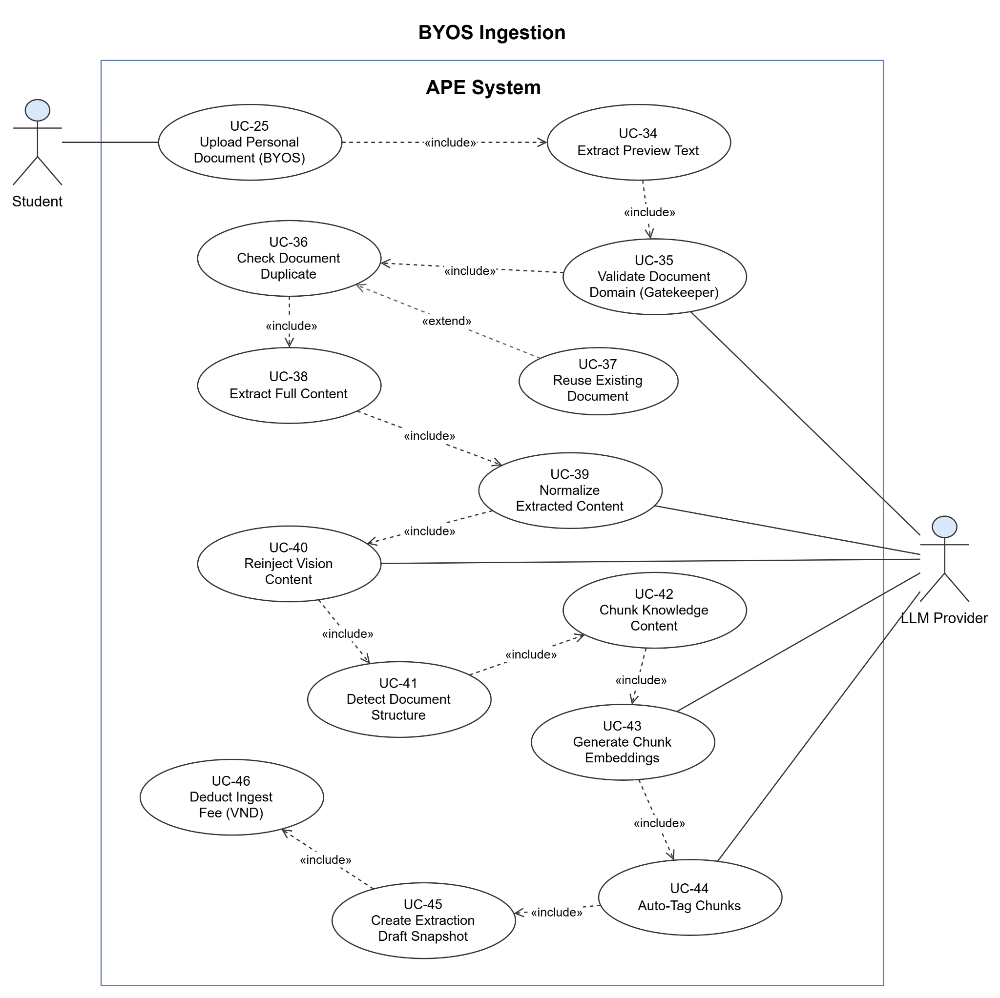 BYOS Ingestion
APE System
Student
UC-25
Upload Personal
Document (BYOS)
«include»
UC-34
Extract Preview Text
«include»
UC-36
Check Document
Duplicate
«include»
UC-35
Validate Document
Domain (Gatekeeper)
«extend»
«include»
UC-37
Reuse Existing
Document
UC-38
Extract Full Content
«include»
UC-39
Normalize
Extracted Content
«include»
UC-40
Reinject Vision
Content
LLM Provider
UC-42
Chunk Knowledge
Content
«include»
«include»
«include»
UC-41
Detect Document
Structure
UC-43
Generate Chunk
Embeddings
UC-46
Deduct Ingest
Fee (VND)
«include»
«include»
UC-44
Auto-Tag Chunks
«include»
UC-45
Create Extraction
Draft Snapshot